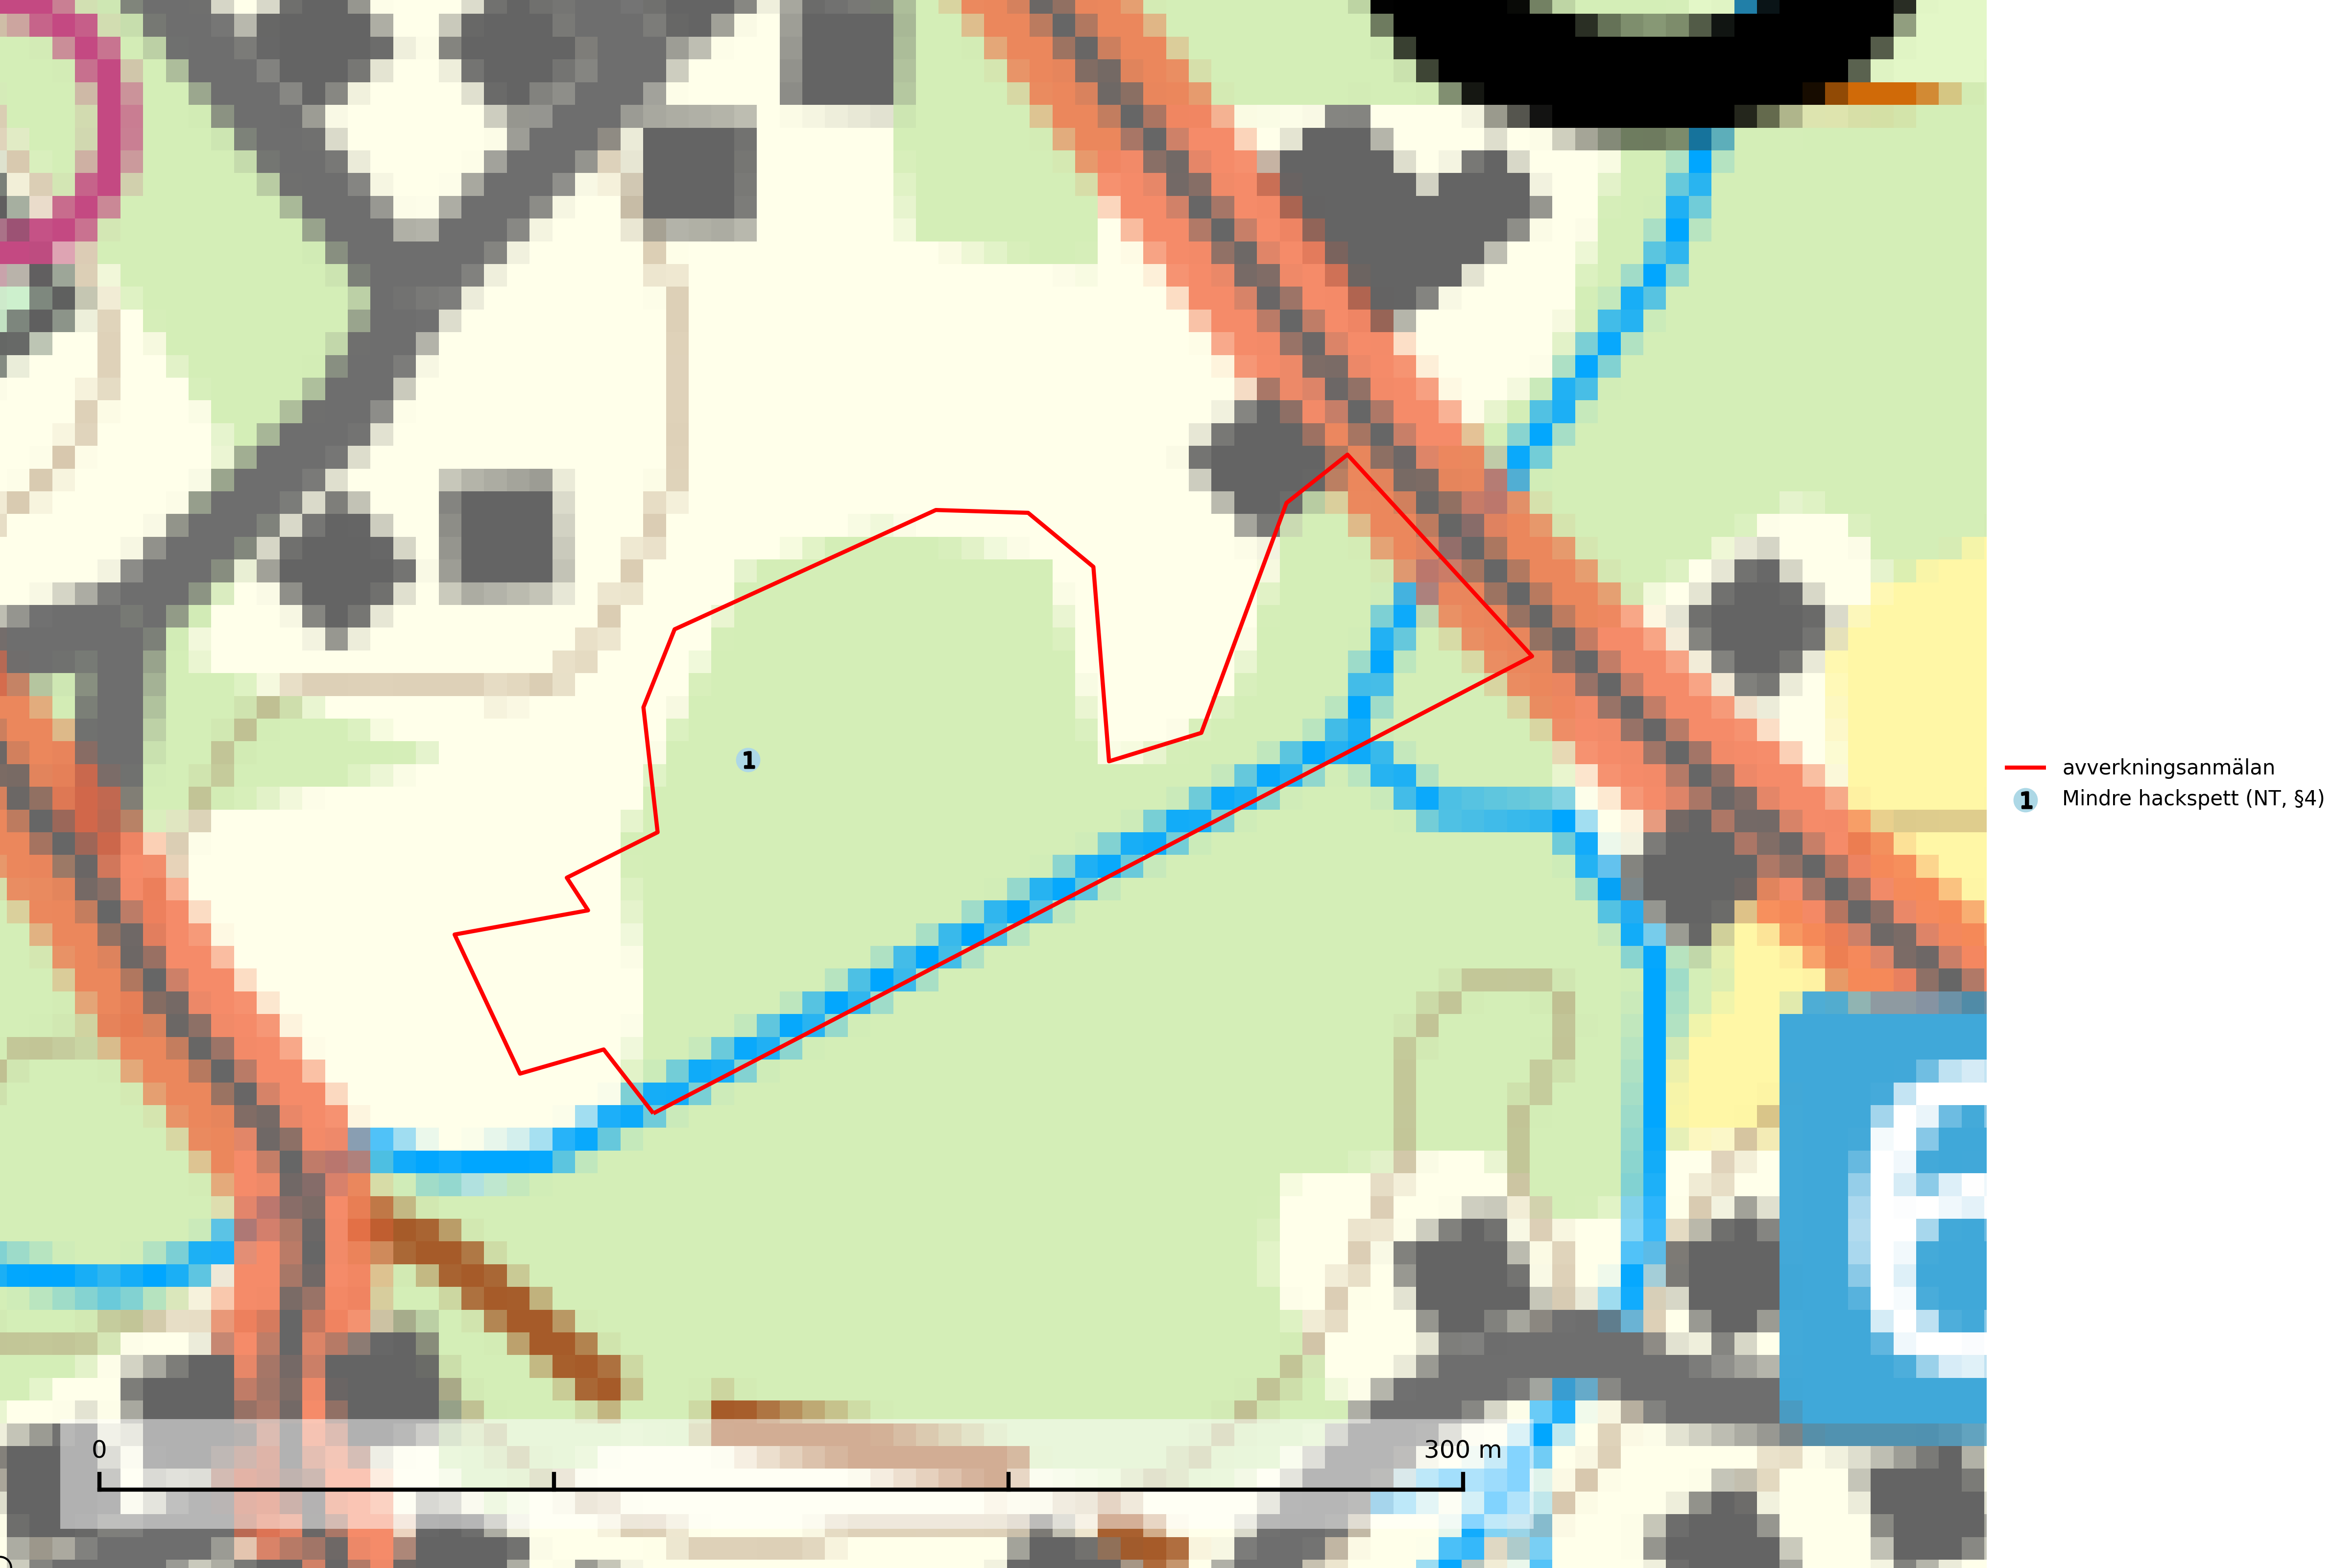 1
avverkningsanmälan
1 Mindre hackspett (NT, §4)
0 300 m